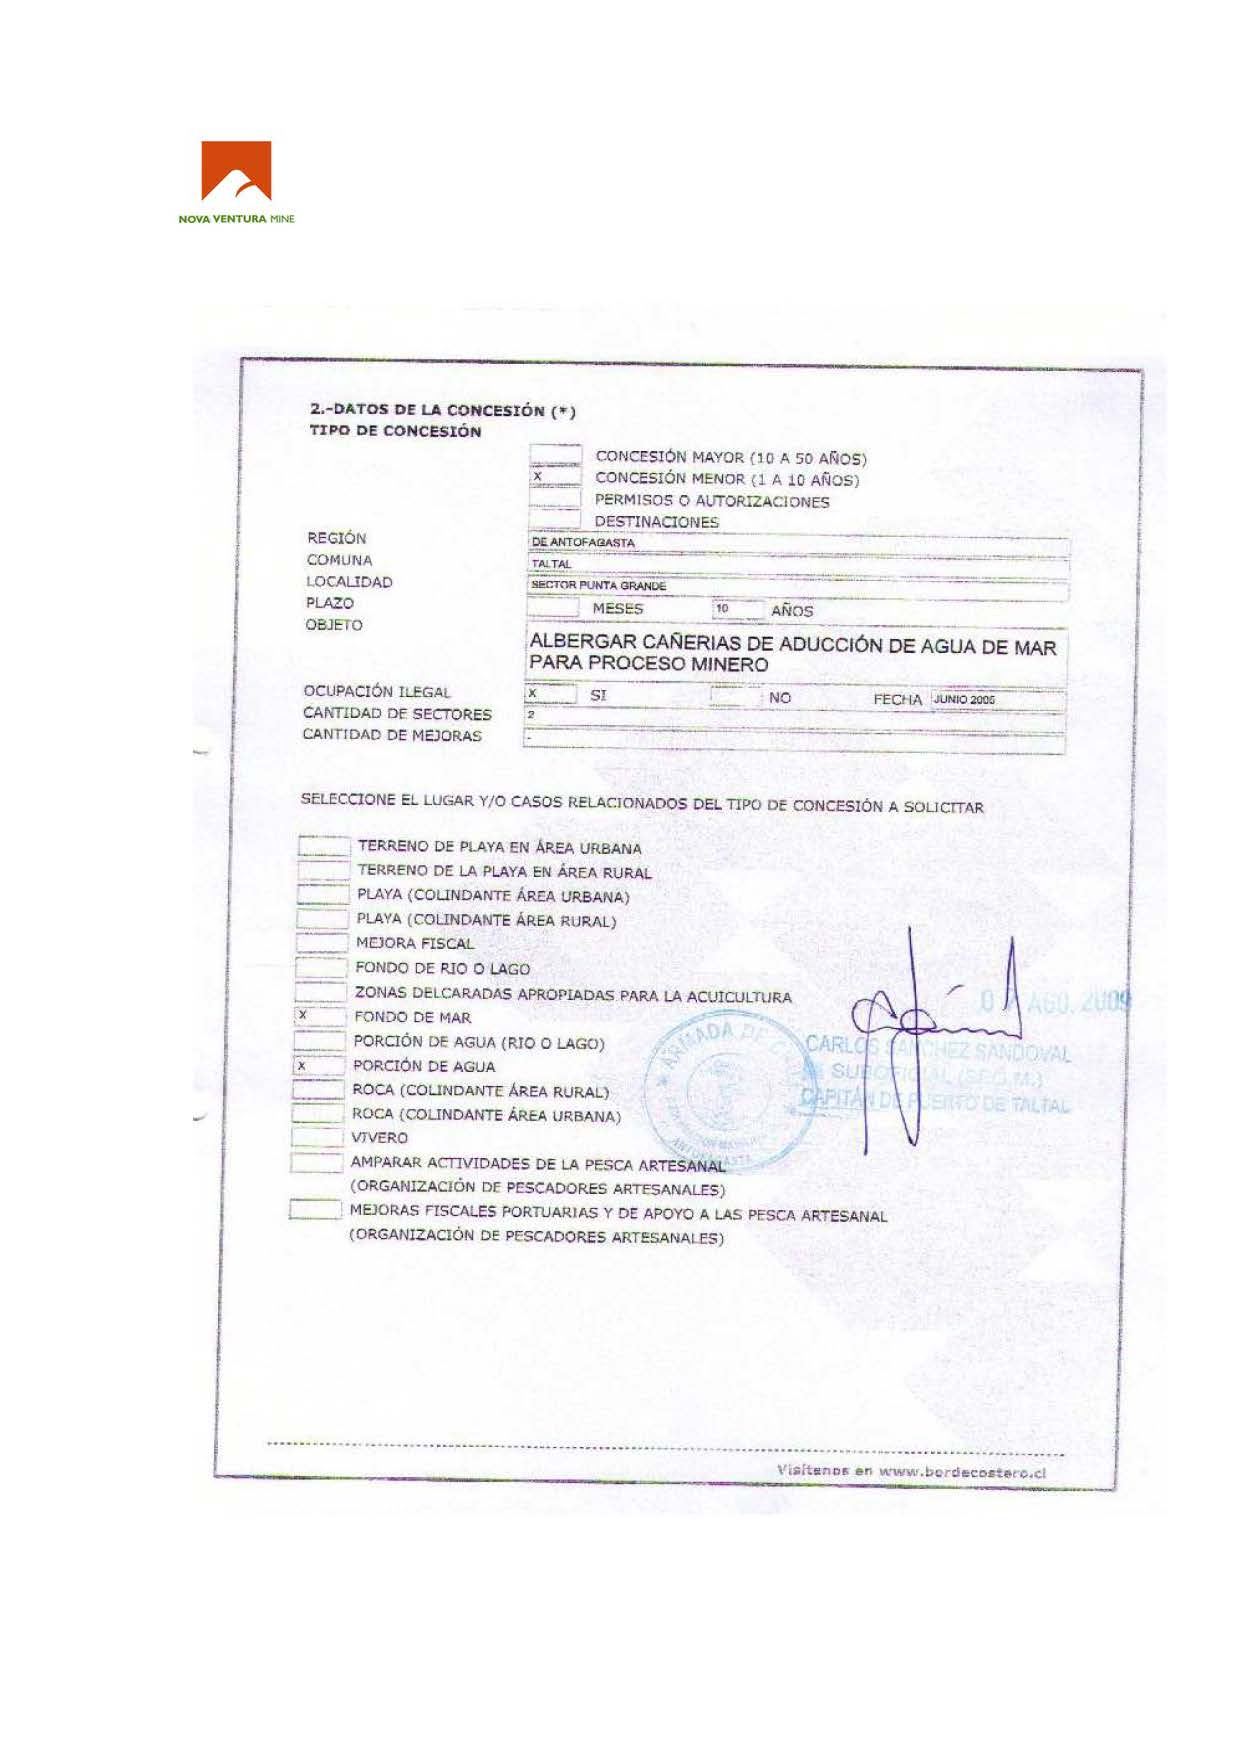 NOVA VENTURA MINE
2.-DATOS DE LA CONCESIÓN (*)
TIPO DE CONCESIÓN
CONCESIÓN MAYOR (10 A 50 AÑOS)
X CONCESIÓN MENOR (1 A 10 AÑOS)
PERMISOS O AUTORIZACIONES
DESTINACIONES
REGIÓN DE ANTOFAGASTA
COMUNA TALTAL
LOCALIDAD SECTOR PUNTA GRANDE
PLAZO MESES 10 AÑOS
OBJETO ALBERGAR CAÑERIAS DE ADUCCIÓN DE AGUA DE MAR
PARA PROCESO MINERO
OCUPACIÓN ILEGAL X SI NO FECHA JUNIO
CANTIDAD DE SECTORES 2
CANTIDAD DE MEJORAS -
SELECCIONE EL LUGAR Y/O CASOS RELACIONADOS DEL TIPO DE CONCESIÓN A SOLICITAR
TERRENO DE PLAYA EN ÁREA URBANA
TERRENO DE LA PLAYA EN ÁREA RURAL
PLAYA (COLINDANTE ÁREA URBANA)
PLAYA (COLINDANTE ÁREA RURAL)
MEJORA FISCAL
FONDO DE RIO O LAGO
ZONAS DELCARADAS APROPIADAS PARA LA ACUICULTURA
X FONDO DE MAR
PORCIÓN DE AGUA (RIO O LAGO)
X PORCIÓN DE AGUA
ROCA (COLINDANTE ÁREA RURAL)
ROCA (COLINDANTE ÁREA URBANA)
VIVERO
AMPARAR ACTIVIDADES DE LA PESCA ARTESANAL
(ORGANIZACIÓN DE PESCADORES ARTESANALES)
MEJORAS FISCALES PORTUARIAS Y DE APOYO A LAS PESCA ARTESANAL
(ORGANIZACIÓN DE PESCADORES ARTESANALES)
AGO. 2009
ARMADA DE
CARLOS SANCHEZ SANDOVAL
SUBOFICIAL
CAPITÁN DE PUERTO DE TALTAL
Visítenos en www.bordecostero.cl